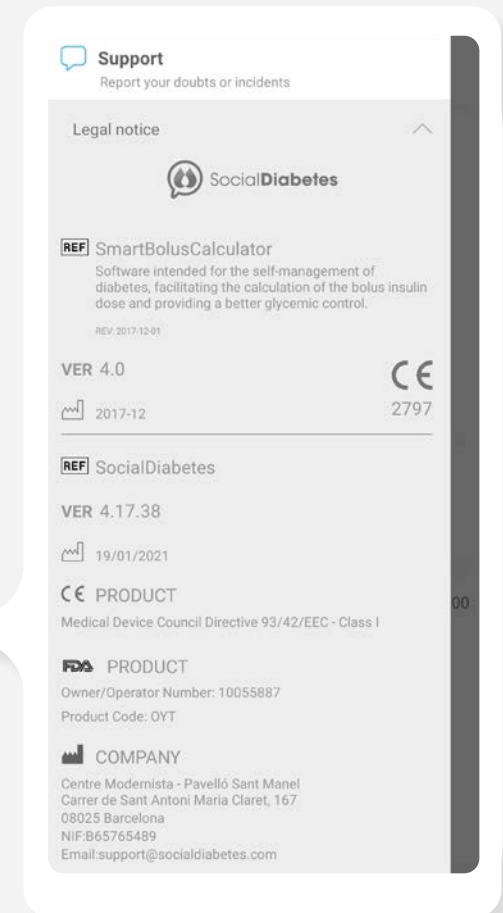 Support
Report your doubts or incidents
Legal notice
SocialDiabetes
REF SmartBolusCalculator
Software intended for the self-management of
diabetes, facilitating the calculation of the bolus insulin
dose and providing a better glycemic control.
REV: 2017-12-01
VER 4.0
CE
2017-12
2797
REF SocialDiabetes
VER 4.17.38
19/01/2021
CE PRODUCT
Medical Device Council Directive 93/42/EEC - Class I
00
FDA PRODUCT
Owner/Operator Number: 10055887
Product Code: OYT
COMPANY
Centre Modernista - Pavelló Sant Manel
Carrer de Sant Antoni Maria Claret, 167
08025 Barcelona
NIF:B65765489
Email:support@socialdiabetes.com